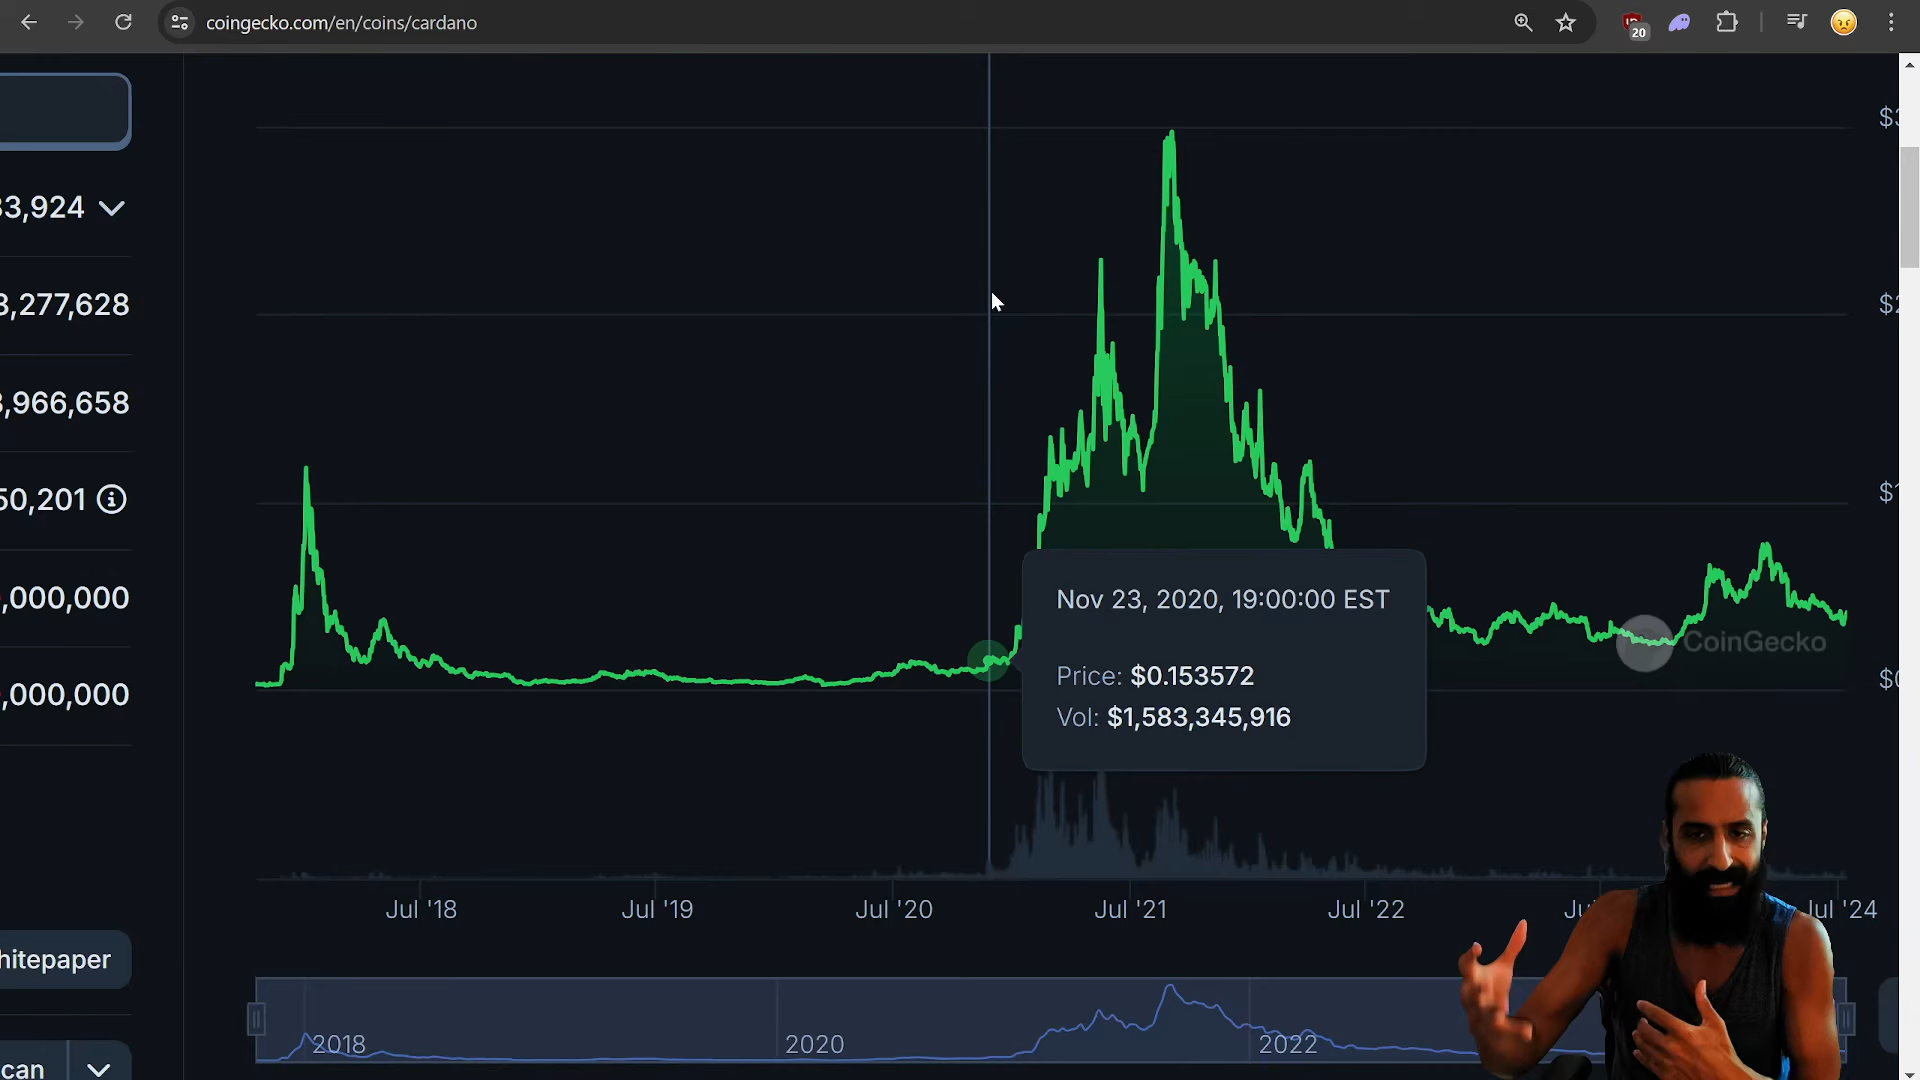 coingecko.com/en/coins/cardano
20
33,924
3,277,628
3,966,658
50,201
,000,000
,000,000
hitepaper
can
$3
$2
$1
$0
Nov 23, 2020, 19:00:00 EST
Price: $0.153572
Vol: $1,583,345,916
CoinGecko
Jul '18
Jul '19
Jul '20
Jul '21
Jul '22
Jul '24
2018
2020
2022